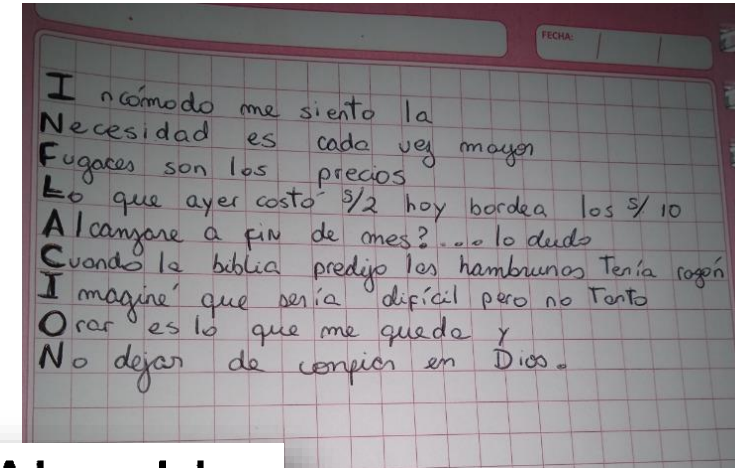 FECHA:
Incómodo me siento la
Necesidad es cada vez mayor
Fugaces son los precios
Lo que ayer costó s/2 hoy bordea los s/ 10
Alcanzare a fin de mes?... lo dudo
Cuando la biblia predijo las hambrunas Tenía razón
Imaginé que sería difícil pero no Tanto
Orar es lo que me queda y
No dejar de confiar en Dios.